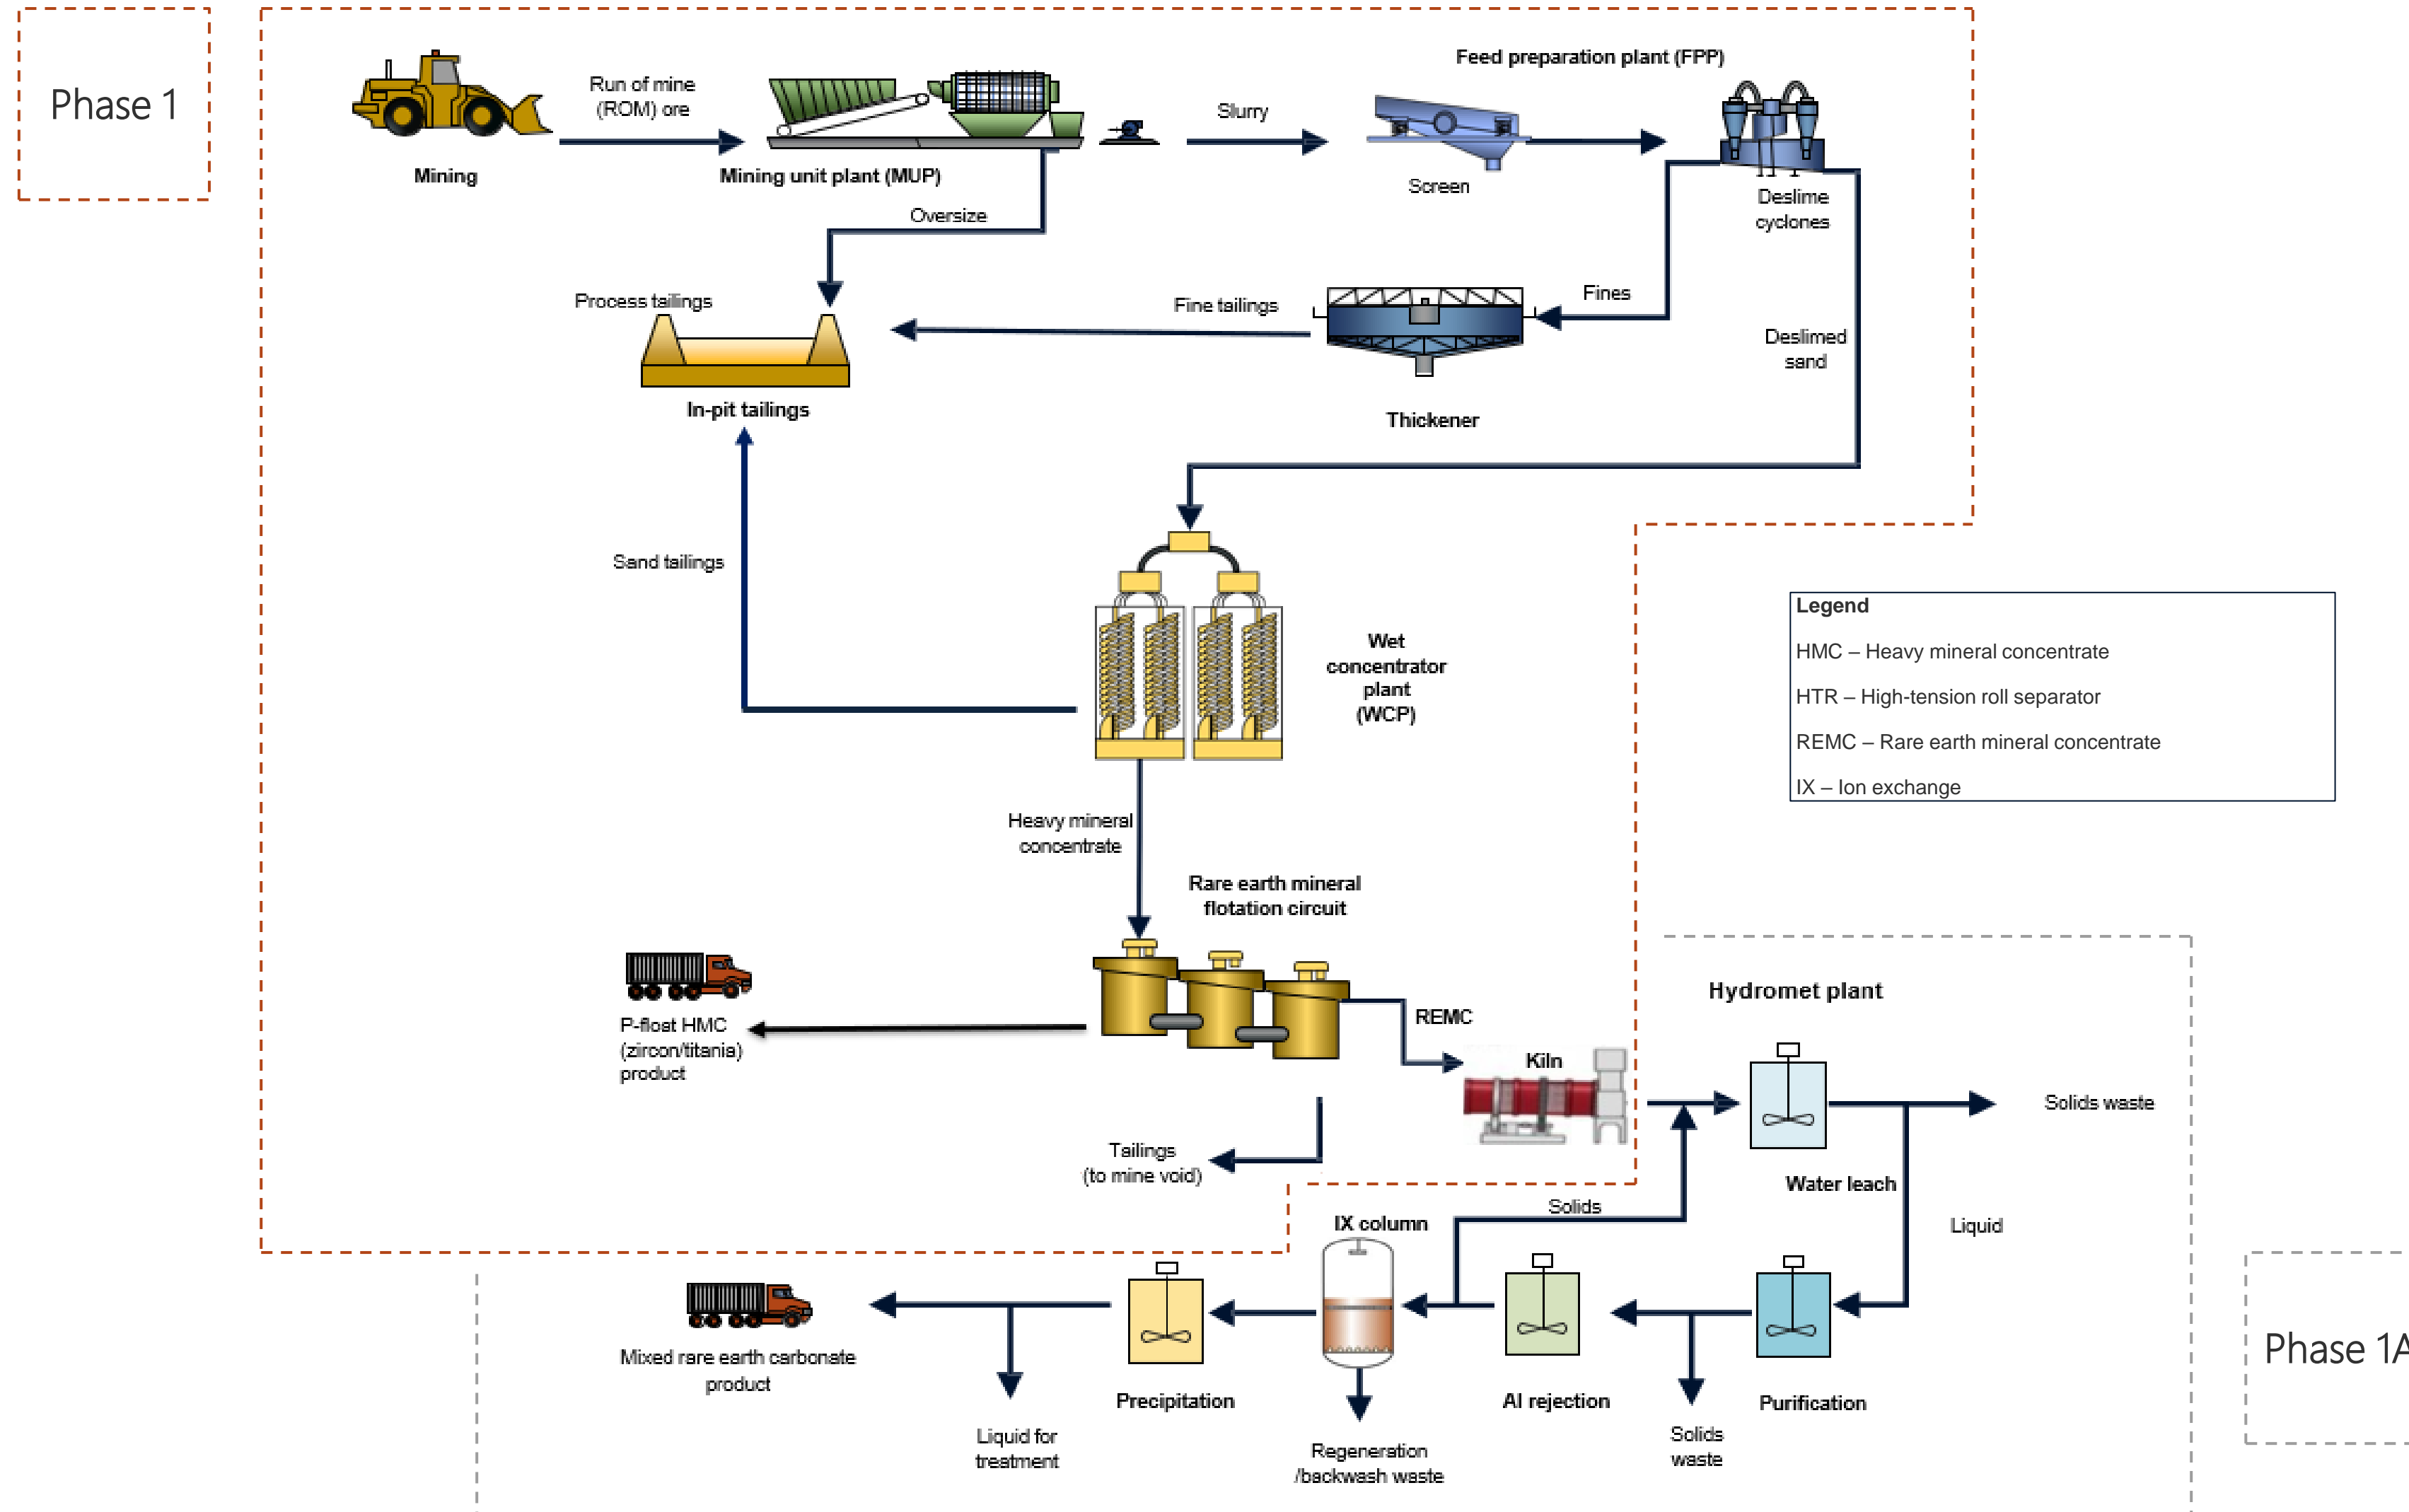 Phase 1
Run of mine
(ROM) ore
Mining
Mining unit plant (MUP)
Slurry
Feed preparation plant (FPP)
Screen
Deslime
cyclones
Oversize
Process tailings
In-pit tailings
Fine tailings
Fines
Thickener
Deslimed
sand
Sand tailings
Wet
concentrator
plant
(WCP)
Legend
HMC – Heavy mineral concentrate
HTR – High-tension roll separator
REMC – Rare earth mineral concentrate
IX – Ion exchange
Heavy mineral
concentrate
Rare earth mineral
flotation circuit
P-float HMC
(zircon/titania)
product
REMC
Kiln
Tailings
(to mine void)
Hydromet plant
Solids waste
Water leach
Liquid
Solids
IX column
Mixed rare earth carbonate
product
Liquid for
treatment
Precipitation
Regeneration
/backwash waste
Al rejection
Solids
waste
Purification
Phase 1A